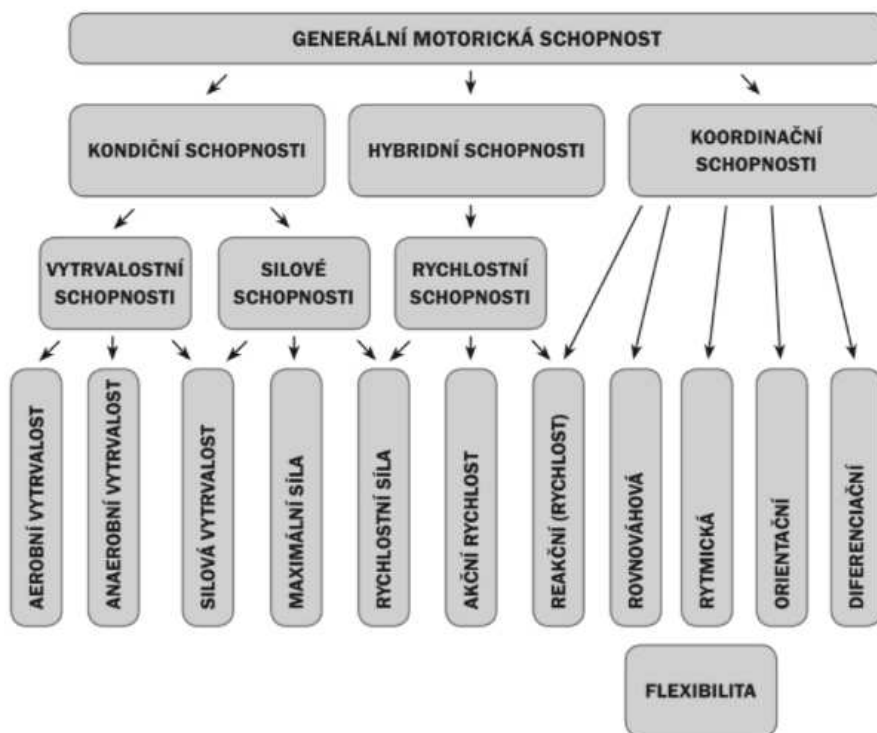 GENERÁLNÍ MOTORICKÁ SCHOPNOST
KONDIČNÍ SCHOPNOSTI
HYBRIDNÍ SCHOPNOSTI
KOORDINAČNÍ
SCHOPNOSTI
VYTRVALOSTNÍ
SCHOPNOSTI
SILOVÉ
SCHOPNOSTI
RYCHLOSTNÍ
SCHOPNOSTI
AEROBNÍ VYTRVALOST
ANAEROBNÍ VYTRVALOST
SILOVÁ VYTRVALOST
MAXIMÁLNÍ SÍLA
RYCHLOSTNÍ SÍLA
AKČNÍ RYCHLOST
REAKČNÍ (RYCHLOST)
ROVNOVÁHOVÁ
RYTMICKÁ
ORIENTAČNÍ
DIFERENCIAČNÍ
FLEXIBILITA